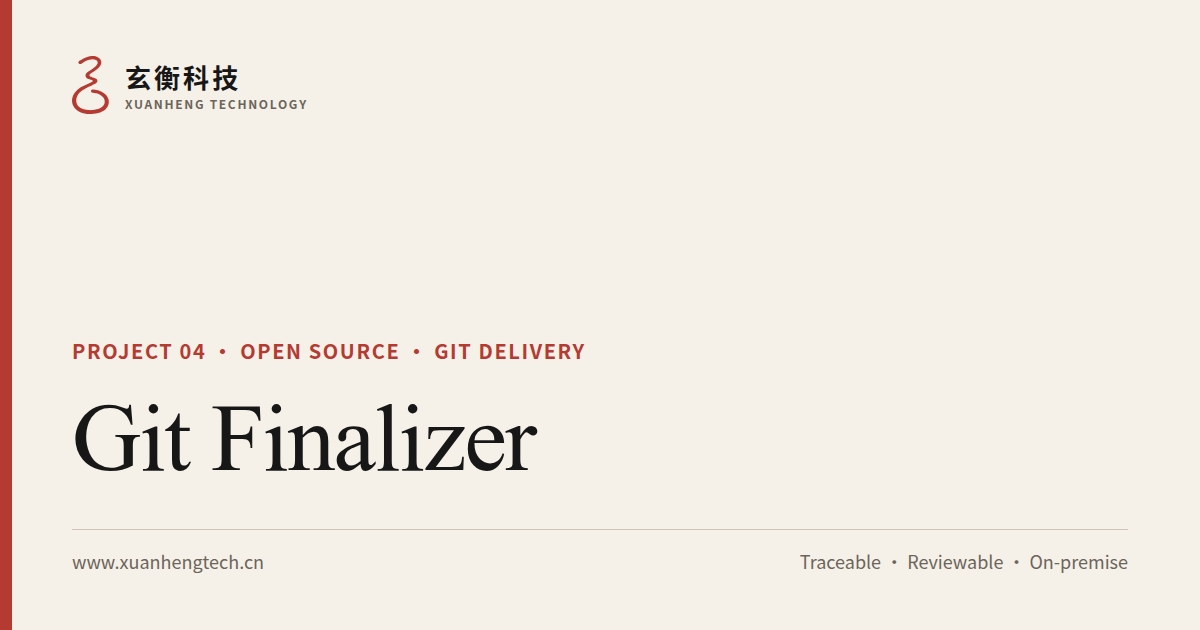 玄衡科技
XUANHENG TECHNOLOGY
PROJECT 04 • OPEN SOURCE • GIT DELIVERY
Git Finalizer
www.xuanhengtech.cn
Traceable • Reviewable • On-premise